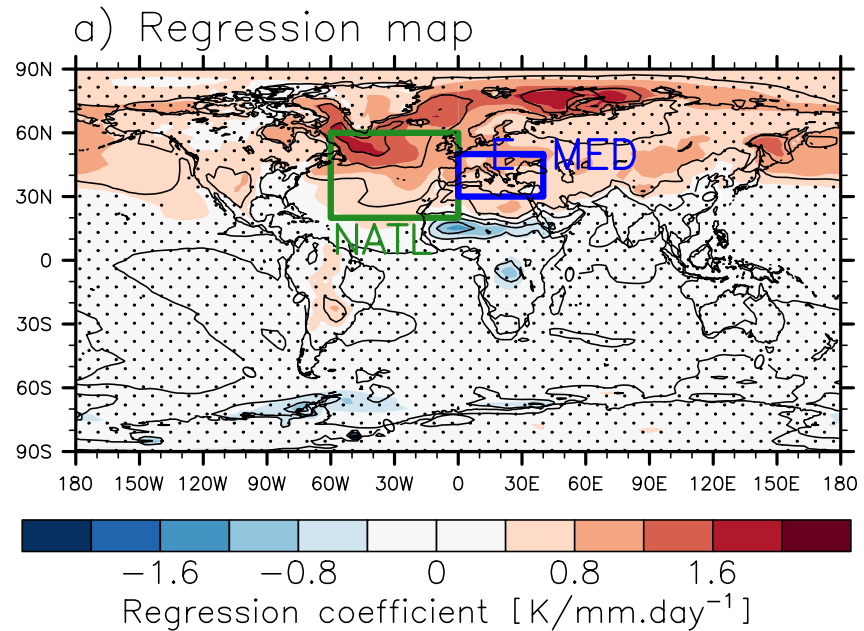 a) Regression map
90N
60N
MED
30N
NATL
0
30S
60S
90S
180 150W 120W 90W 60W 30W 0 30E 60E 90E 120E 150E 180
−1.6 −0.8 0 0.8 1.6
Regression coefficient [K/mm.day⁻¹]